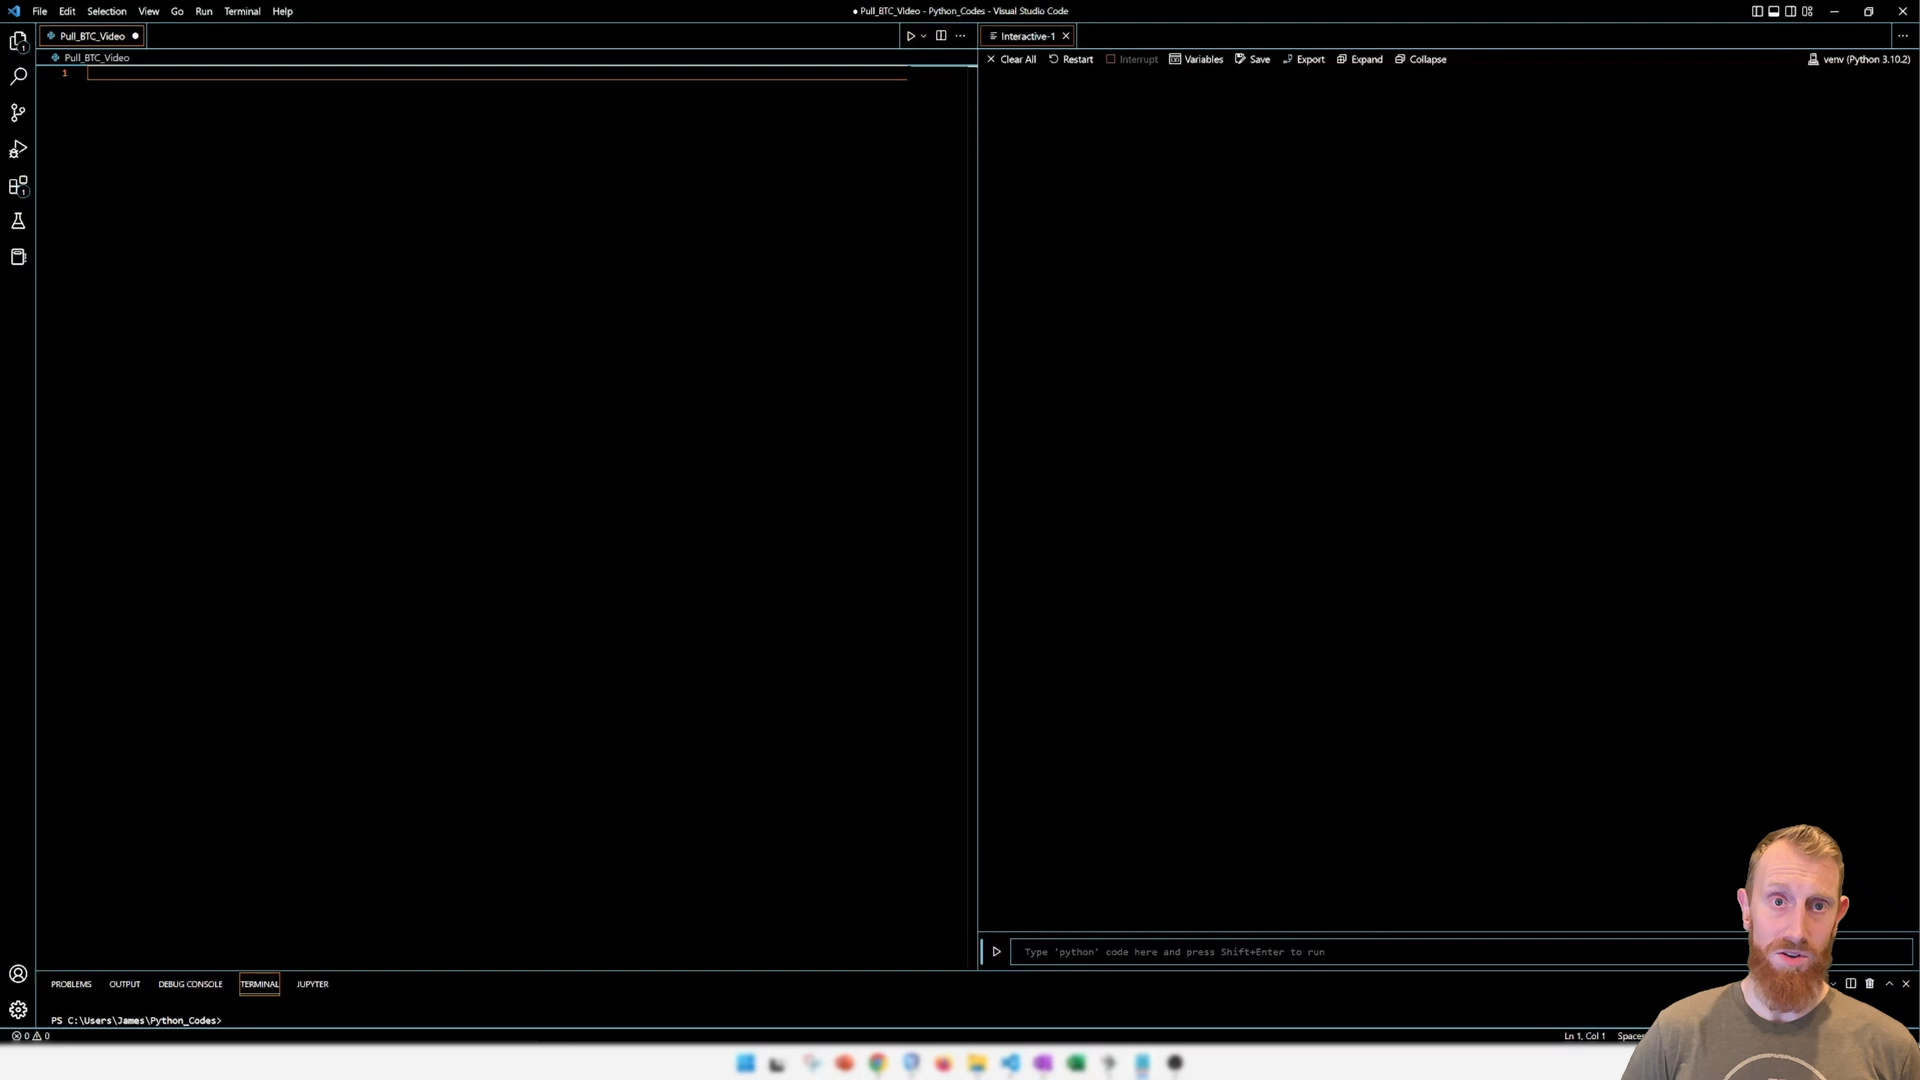 File Edit Selection View Go Run Terminal Help
● Pull_BTC_Video - Python_Codes - Visual Studio Code
Pull_BTC_Video ●
Interactive-1
Pull_BTC_Video
Clear All Restart Interrupt Variables Save Export Expand Collapse
venv (Python 3.10.2)
1
1
1
Type 'python' code here and press Shift+Enter to run
PROBLEMS OUTPUT DEBUG CONSOLE TERMINAL JUPYTER
PS C:\Users\James\Python_Codes>
0 0
Ln 1, Col 1